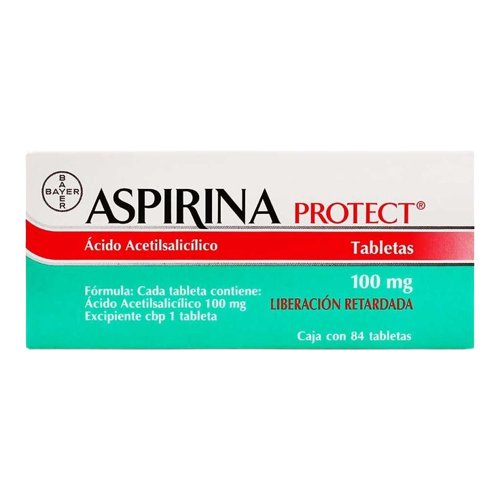 BAYER
BAYER
ASPIRINA PROTECT®
Ácido Acetilsalicílico
Tabletas
100 mg
Fórmula: Cada tableta contiene:
Ácido Acetilsalicílico 100 mg
Excipiente cbp 1 tableta
LIBERACIÓN RETARDADA
Caja con 84 tabletas